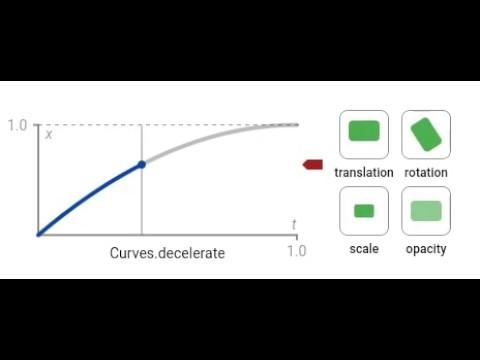 1.0
x
t
1.0
Curves.decelerate
translation
rotation
scale
opacity